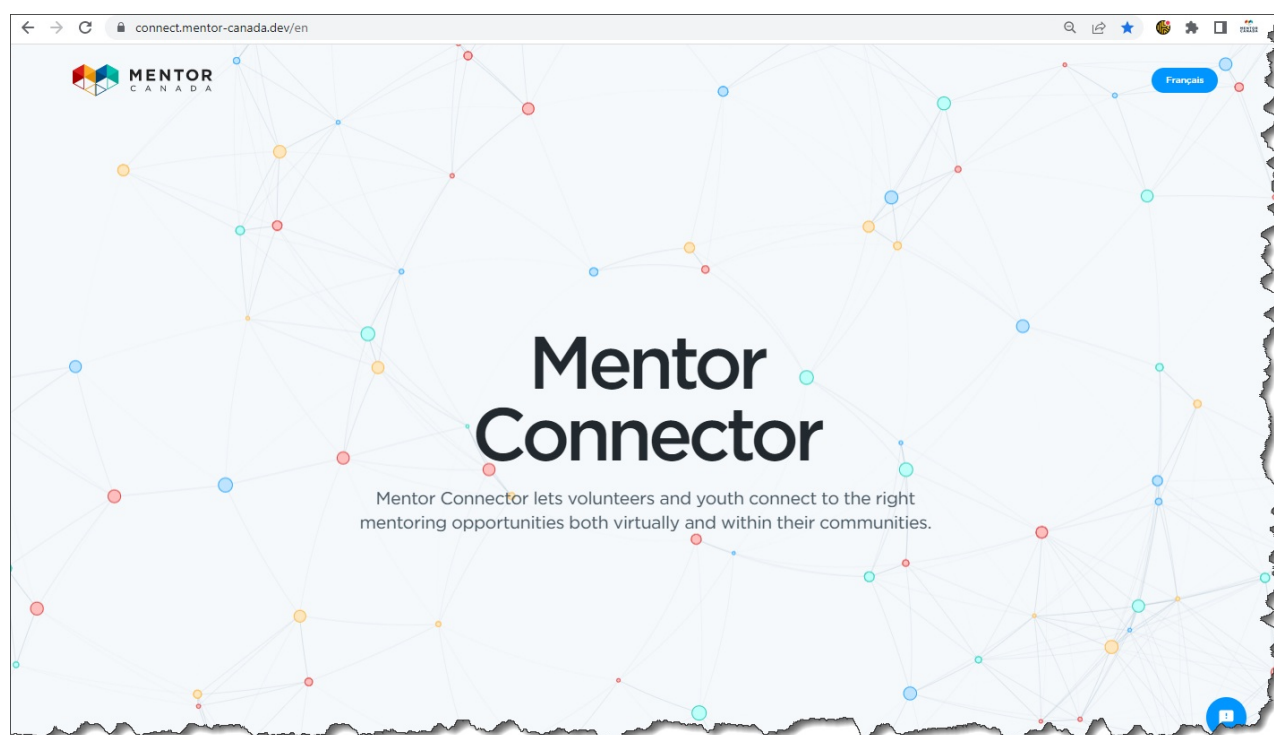 connect.mentor-canada.dev/en
MENTOR
CANADA
Français
Mentor
Connector
Mentor Connector lets volunteers and youth connect to the right
mentoring opportunities both virtually and within their communities.